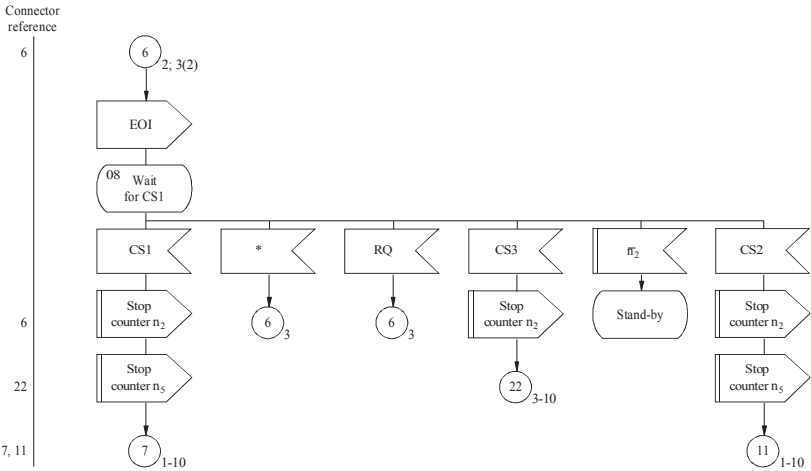 Connector
reference
6
6
2; 3(2)
EOI
08 Wait
for CS1
CS1
*
RQ
CS3
n̅₂
CS2
6
Stop
counter n₂
6
3
6
3
Stop
counter n₂
Stand-by
Stop
counter n₂
22
Stop
counter n₅
22
3-10
Stop
counter n₅
7, 11
7
1-10
11
1-10